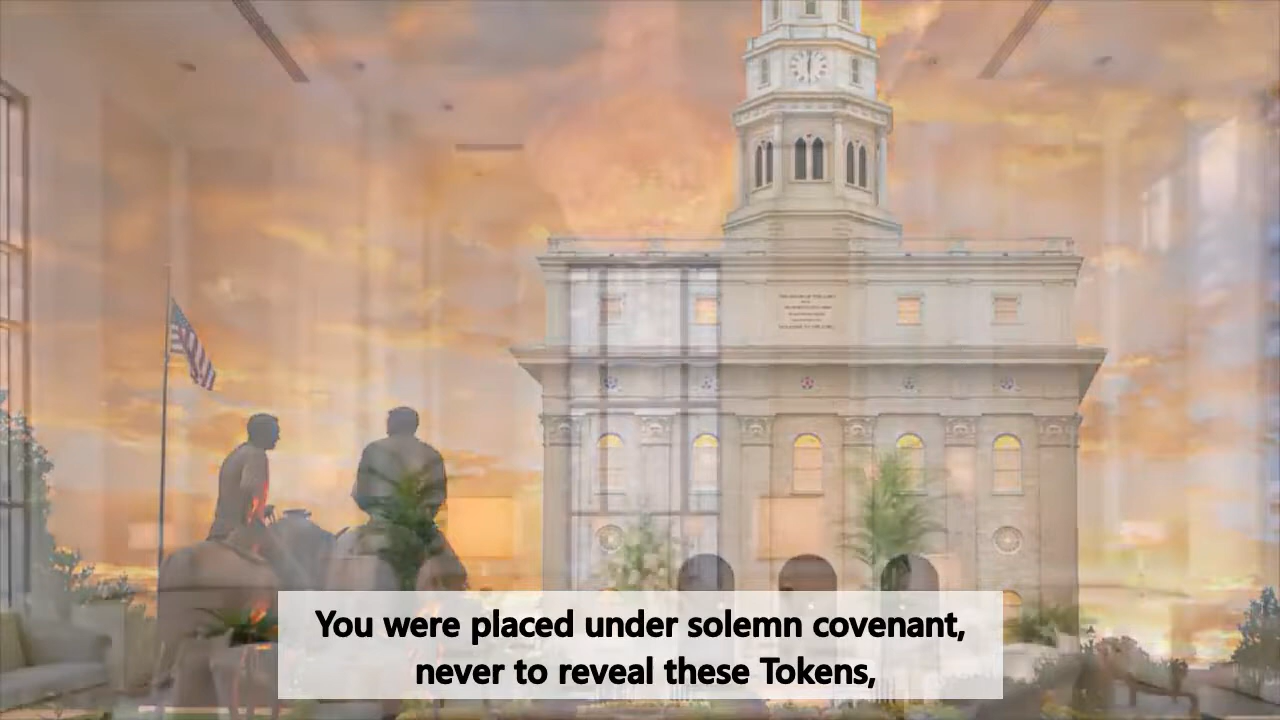 You were placed under solemn covenant,
never to reveal these Tokens,